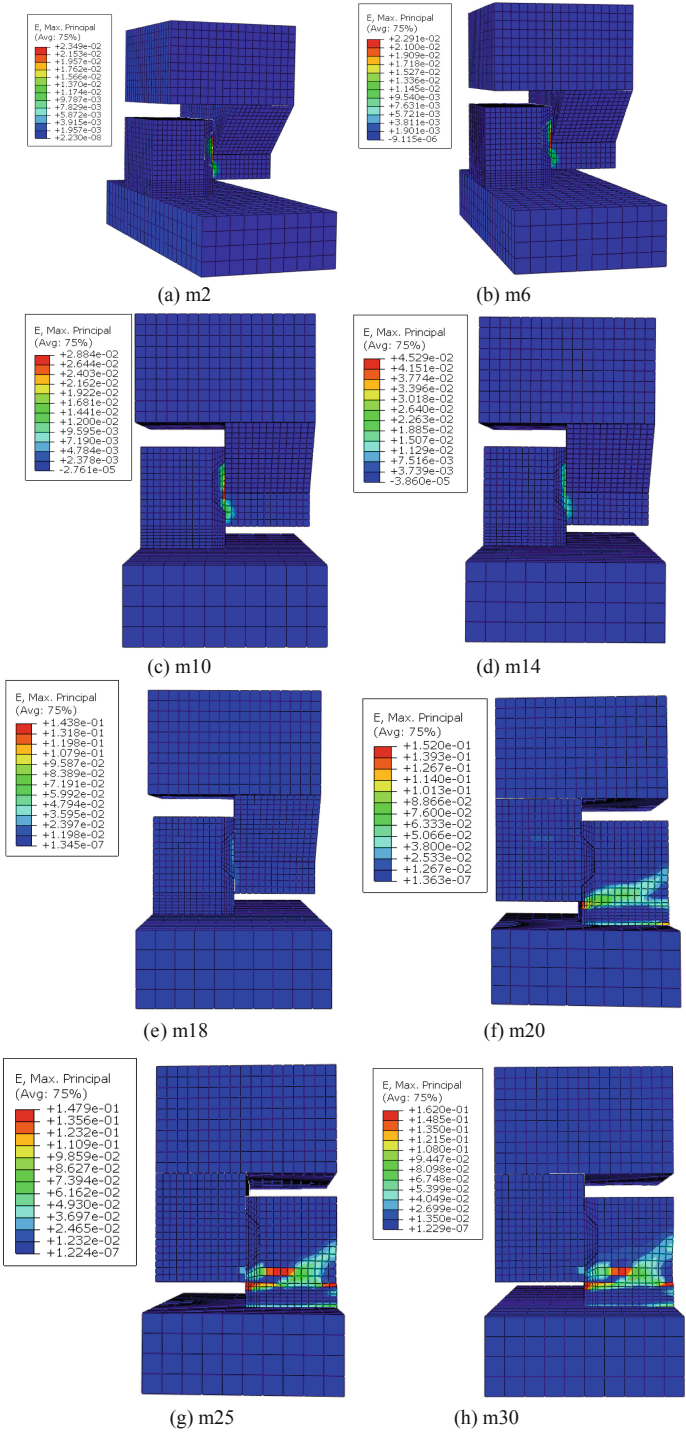 E, Max. Principal
(Avg: 75%)
+2.349e-02
+2.153e-02
+1.957e-02
+1.762e-02
+1.566e-02
+1.370e-02
+1.174e-02
+9.787e-03
+7.829e-03
+5.872e-03
+3.915e-03
+1.957e-03
+2.230e-08
(a) m2
E, Max. Principal
(Avg: 75%)
+2.291e-02
+2.100e-02
+1.909e-02
+1.718e-02
+1.527e-02
+1.336e-02
+1.145e-02
+9.540e-03
+7.631e-03
+5.721e-03
+3.811e-03
+1.901e-03
-9.115e-06
(b) m6
E, Max. Principal
(Avg: 75%)
+2.884e-02
+2.644e-02
+2.403e-02
+2.162e-02
+1.922e-02
+1.681e-02
+1.441e-02
+1.200e-02
+9.595e-03
+7.190e-03
+4.784e-03
+2.378e-03
-2.761e-05
(c) m10
E, Max. Principal
(Avg: 75%)
+4.529e-02
+4.151e-02
+3.774e-02
+3.396e-02
+3.018e-02
+2.640e-02
+2.263e-02
+1.885e-02
+1.507e-02
+1.129e-02
+7.516e-03
+3.739e-03
-3.860e-05
(d) m14
E, Max. Principal
(Avg: 75%)
+1.438e-01
+1.318e-01
+1.198e-01
+1.079e-01
+9.587e-02
+8.389e-02
+7.191e-02
+5.992e-02
+4.794e-02
+3.595e-02
+2.397e-02
+1.198e-02
+1.345e-07
(e) m18
E, Max. Principal
(Avg: 75%)
+1.520e-01
+1.393e-01
+1.267e-01
+1.140e-01
+1.013e-01
+8.866e-02
+7.600e-02
+6.333e-02
+5.066e-02
+3.800e-02
+2.533e-02
+1.267e-02
+1.363e-07
(f) m20
E, Max. Principal
(Avg: 75%)
+1.479e-01
+1.356e-01
+1.232e-01
+1.109e-01
+9.859e-02
+8.627e-02
+7.394e-02
+6.162e-02
+4.930e-02
+3.697e-02
+2.465e-02
+1.232e-02
+1.224e-07
(g) m25
E, Max. Principal
(Avg: 75%)
+1.620e-01
+1.485e-01
+1.350e-01
+1.215e-01
+1.080e-01
+9.447e-02
+8.098e-02
+6.748e-02
+5.399e-02
+4.049e-02
+2.699e-02
+1.350e-02
+1.229e-07
(h) m30